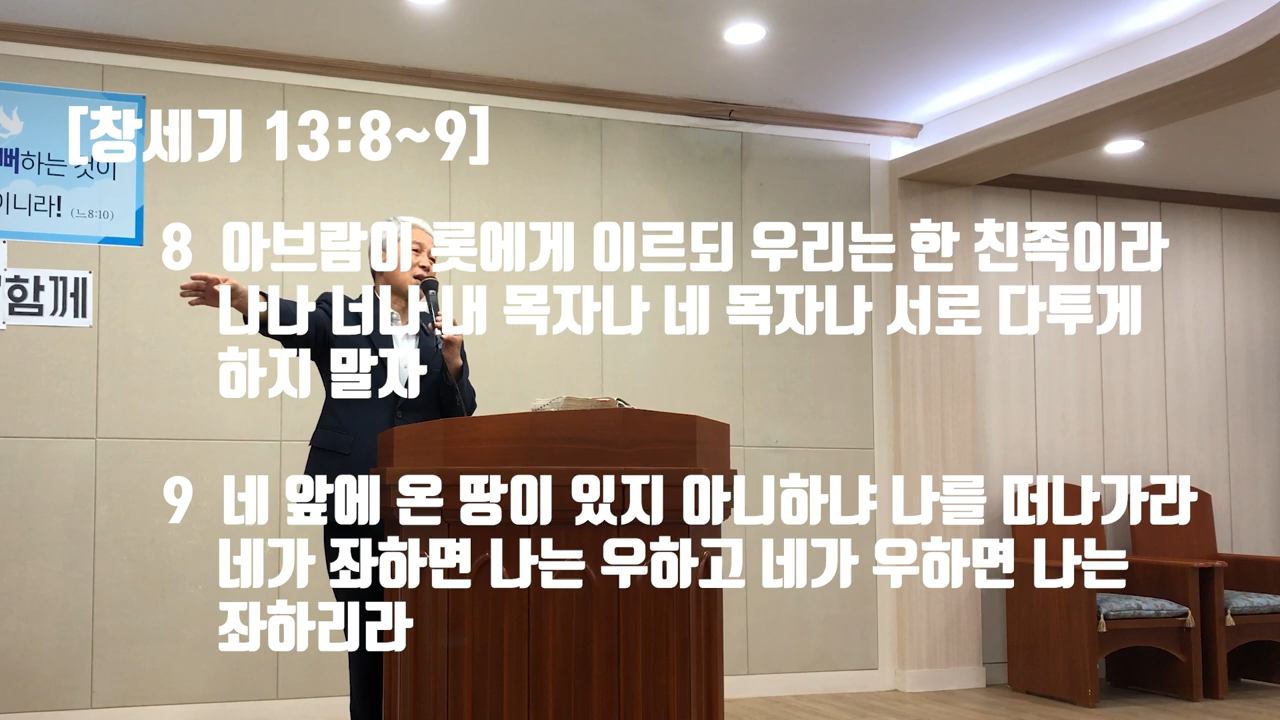 [창세기 13:8~9]
뻐하는 것이
이니라! (느8:10)
함께
8 아브람이 롯에게 이르되 우리는 한 친족이라
나나 너나 내 목자나 네 목자나 서로 다투게
하지 말자
9 네 앞에 온 땅이 있지 아니하냐 나를 떠나가라
네가 좌하면 나는 우하고 네가 우하면 나는
좌하리라